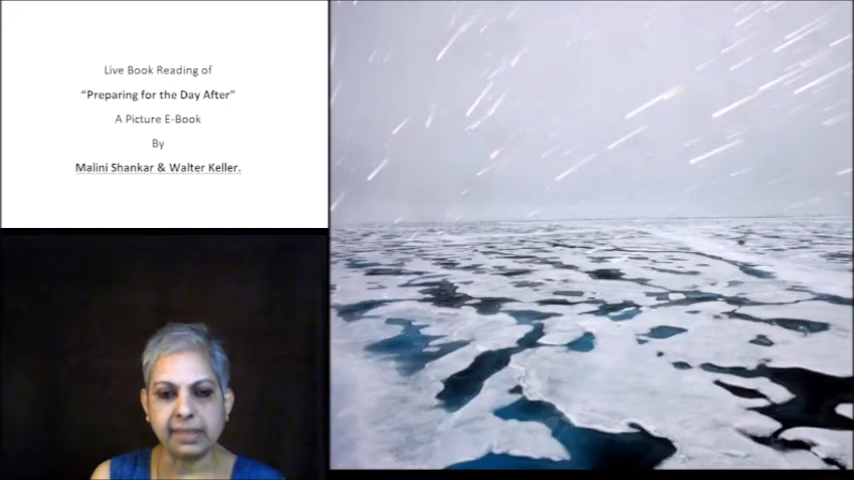 Live Book Reading of
“Preparing for the Day After”
A Picture E-Book
By
Malini Shankar & Walter Keller.